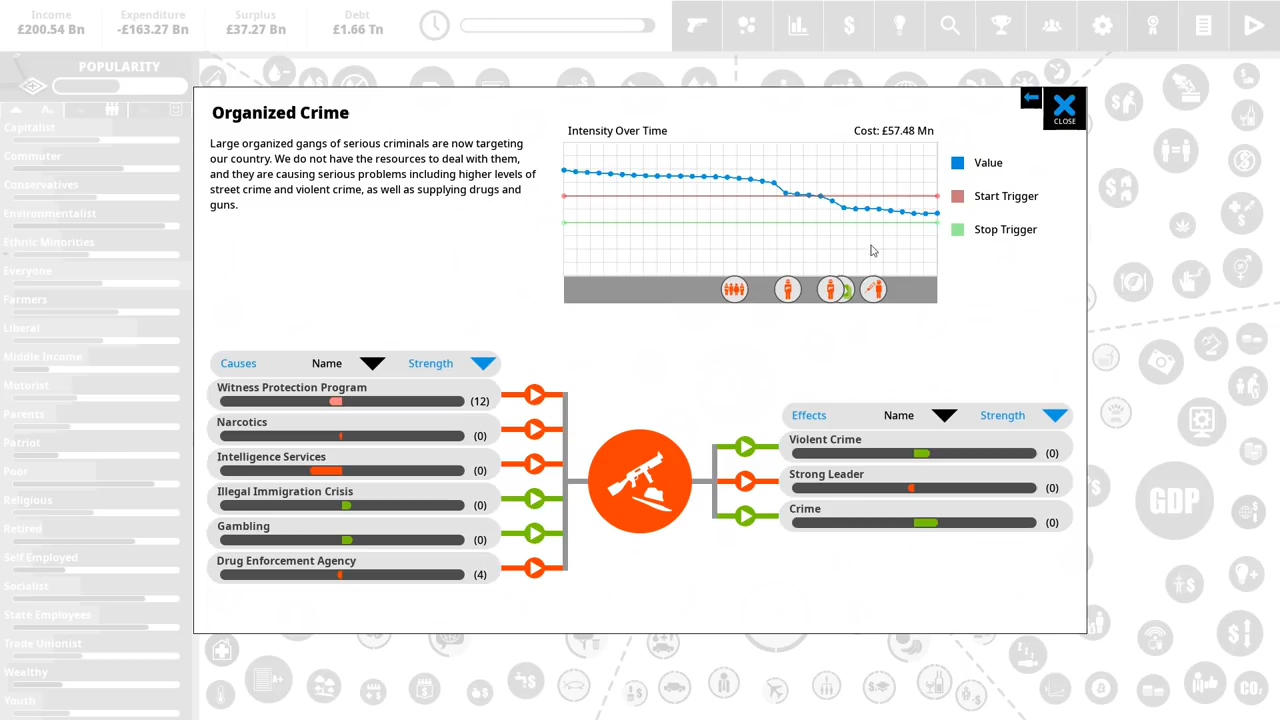 Income
Expenditure
Surplus
Debt
£200.54 Bn
-£163.27 Bn
£37.27 Bn
£1.66 Tn
POPULARITY
Capitalist
Commuter
Conservatives
Environmentalist
Ethnic Minorities
Everyone
Farmers
Liberal
Middle Income
Motorist
Parents
Patriot
Poor
Religious
Retired
Self Employed
Socialist
State Employees
Trade Unionist
Wealthy
Youth
Organized Crime
CLOSE
Large organized gangs of serious criminals are now targeting
our country. We do not have the resources to deal with them,
and they are causing serious problems including higher levels of
street crime and violent crime, as well as supplying drugs and
guns.
Intensity Over Time
Cost: £57.48 Mn
Value
Start Trigger
Stop Trigger
Causes Name Strength
Witness Protection Program
(12)
Narcotics
(0)
Intelligence Services
(0)
Illegal Immigration Crisis
(0)
Gambling
(0)
Drug Enforcement Agency
(4)
Effects Name Strength
Violent Crime
(0)
Strong Leader
(0)
Crime
(0)
GDP